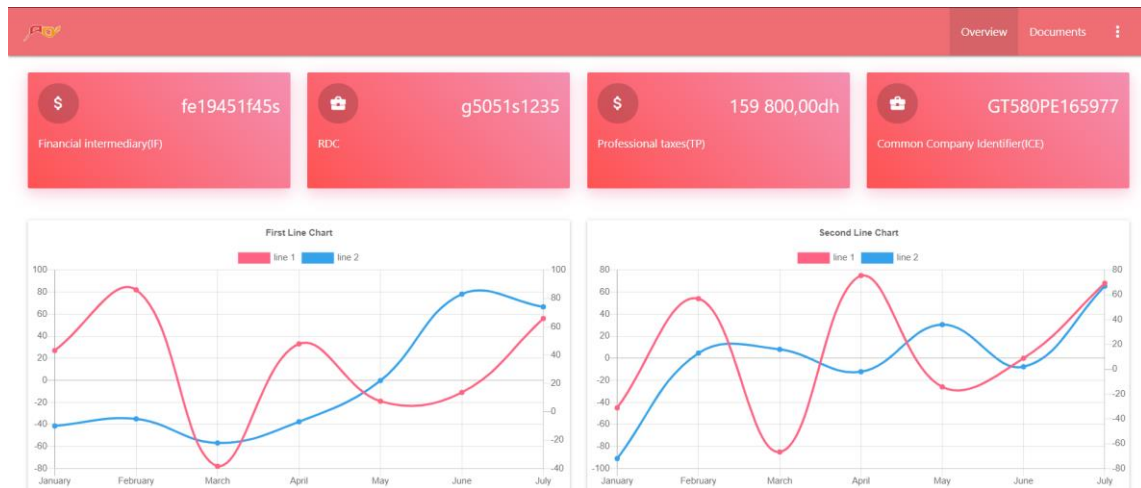 Overview Documents
fe19451f45s
Financial intermediary(IF)
g5051s1235
RDC
159 800,00dh
Professional taxes(TP)
GT580PE165977
Common Company Identifier(ICE)
First Line Chart
line 1 line 2
100 100
80 80
60 60
40 40
20 20
0 0
-20 -20
-40 -40
-60
-80
January February March April May June July
Second Line Chart
line 1 line 2
80 80
60 60
40 40
20 20
0 0
-20 -20
-40 -40
-60 -60
-80 -80
-100
January February March April May June July